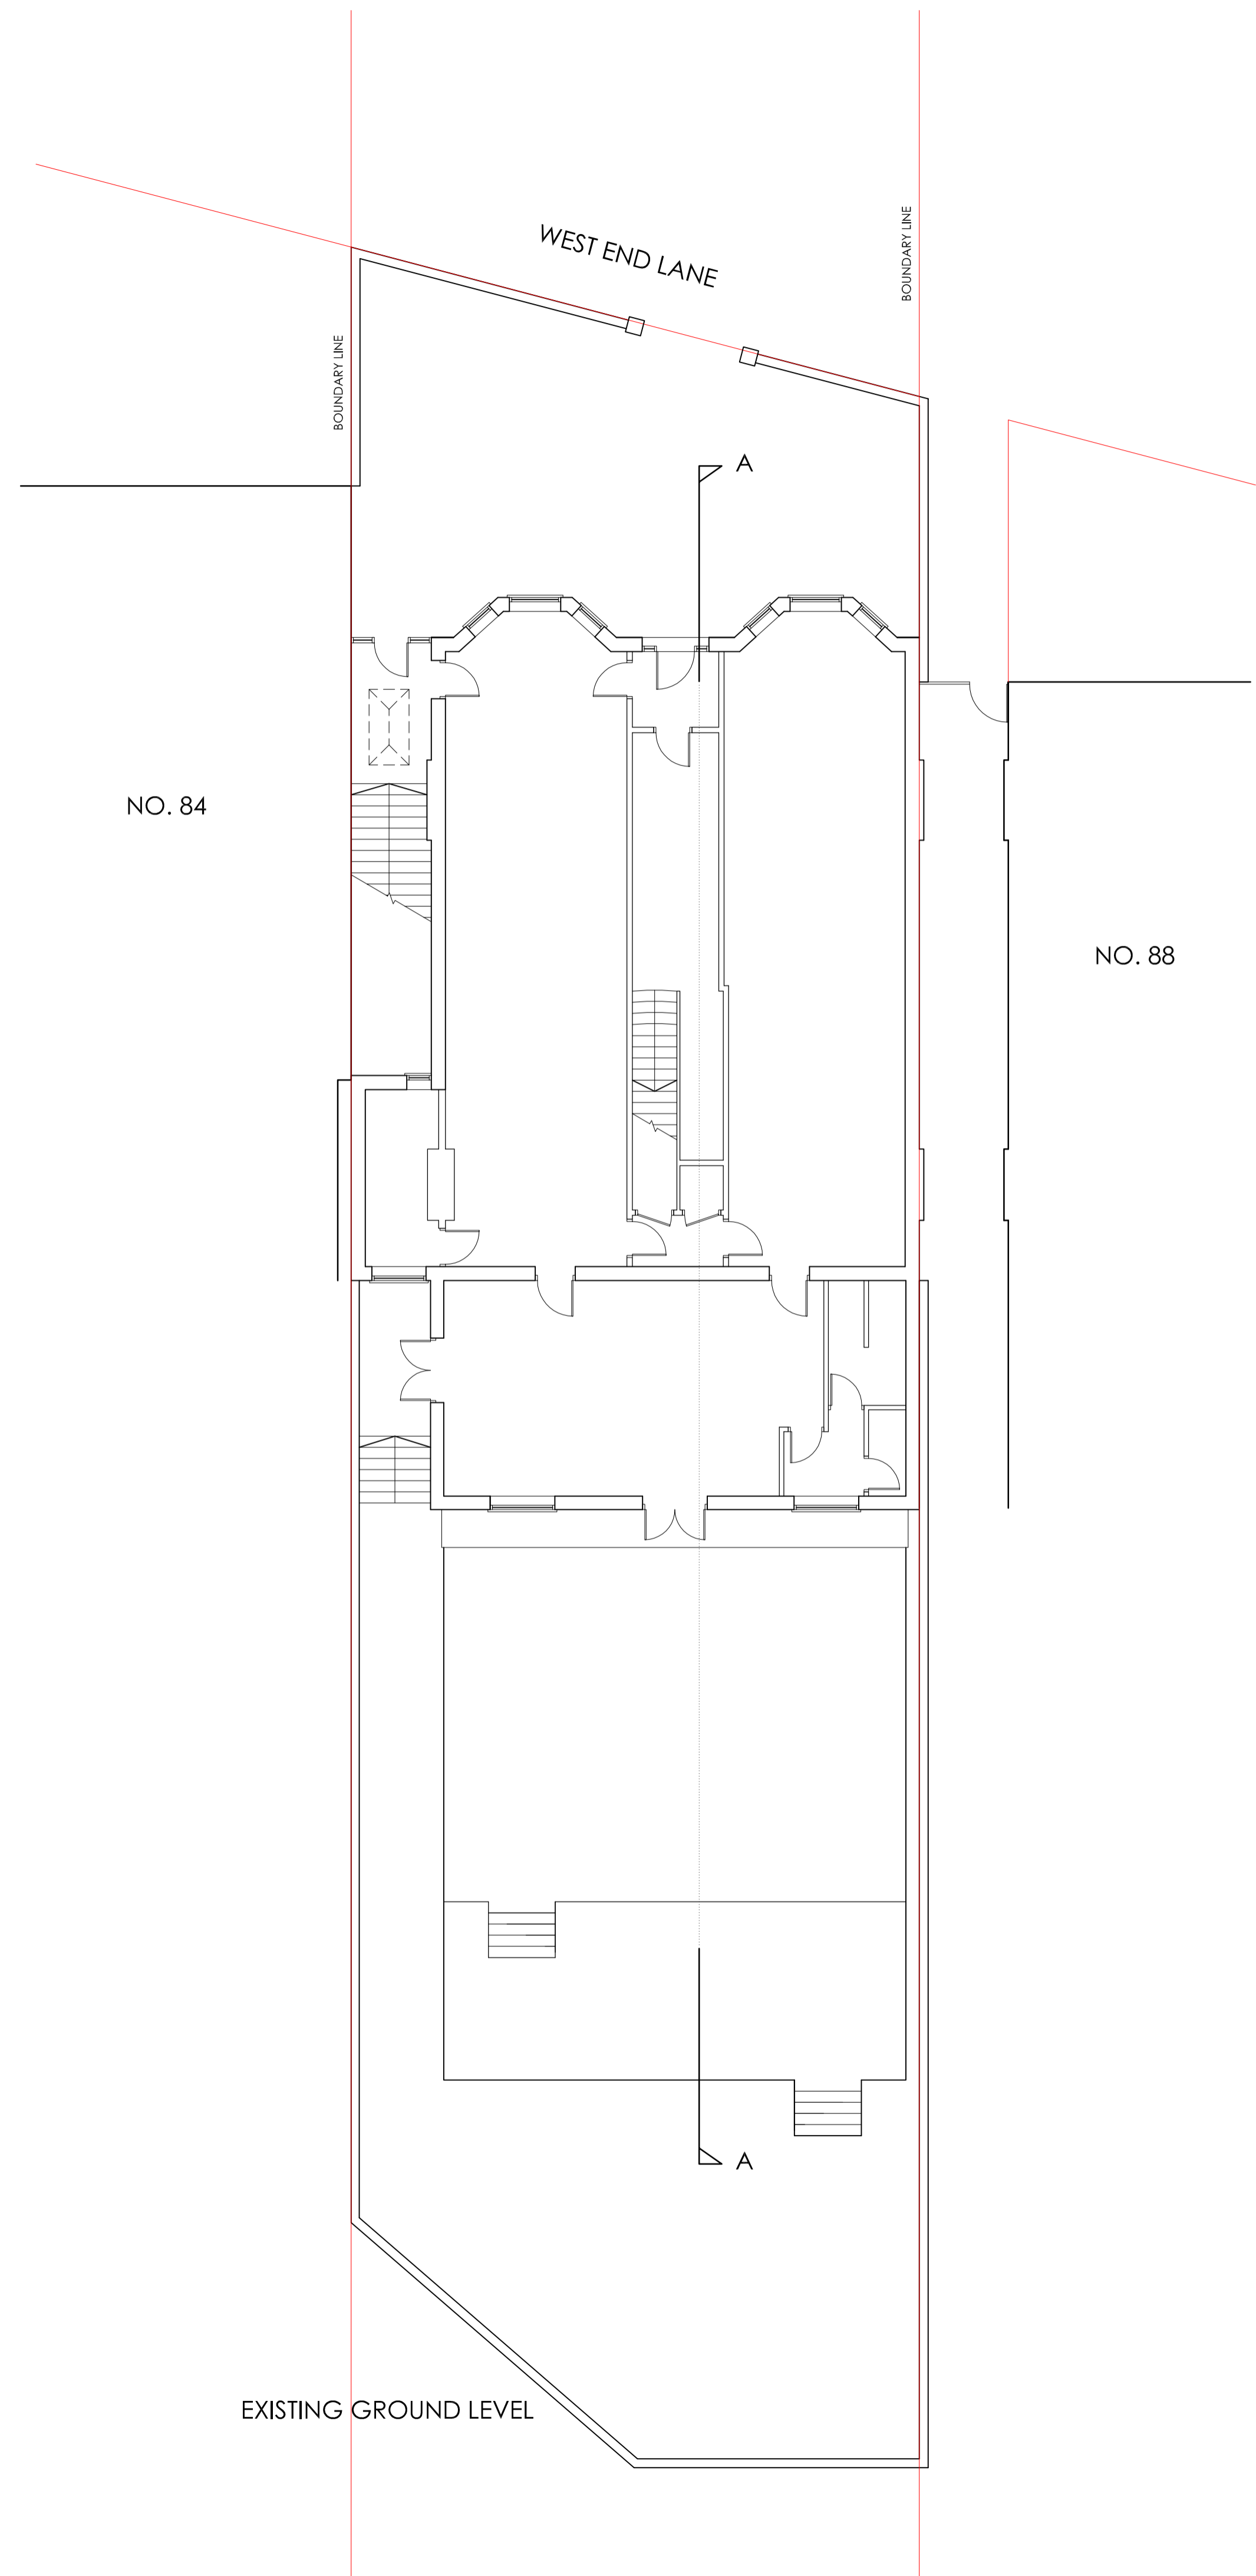 WEST END LANE
BOUNDARY LINE
BOUNDARY LINE
A
NO. 84
NO. 88
A
EXISTING GROUND LEVEL